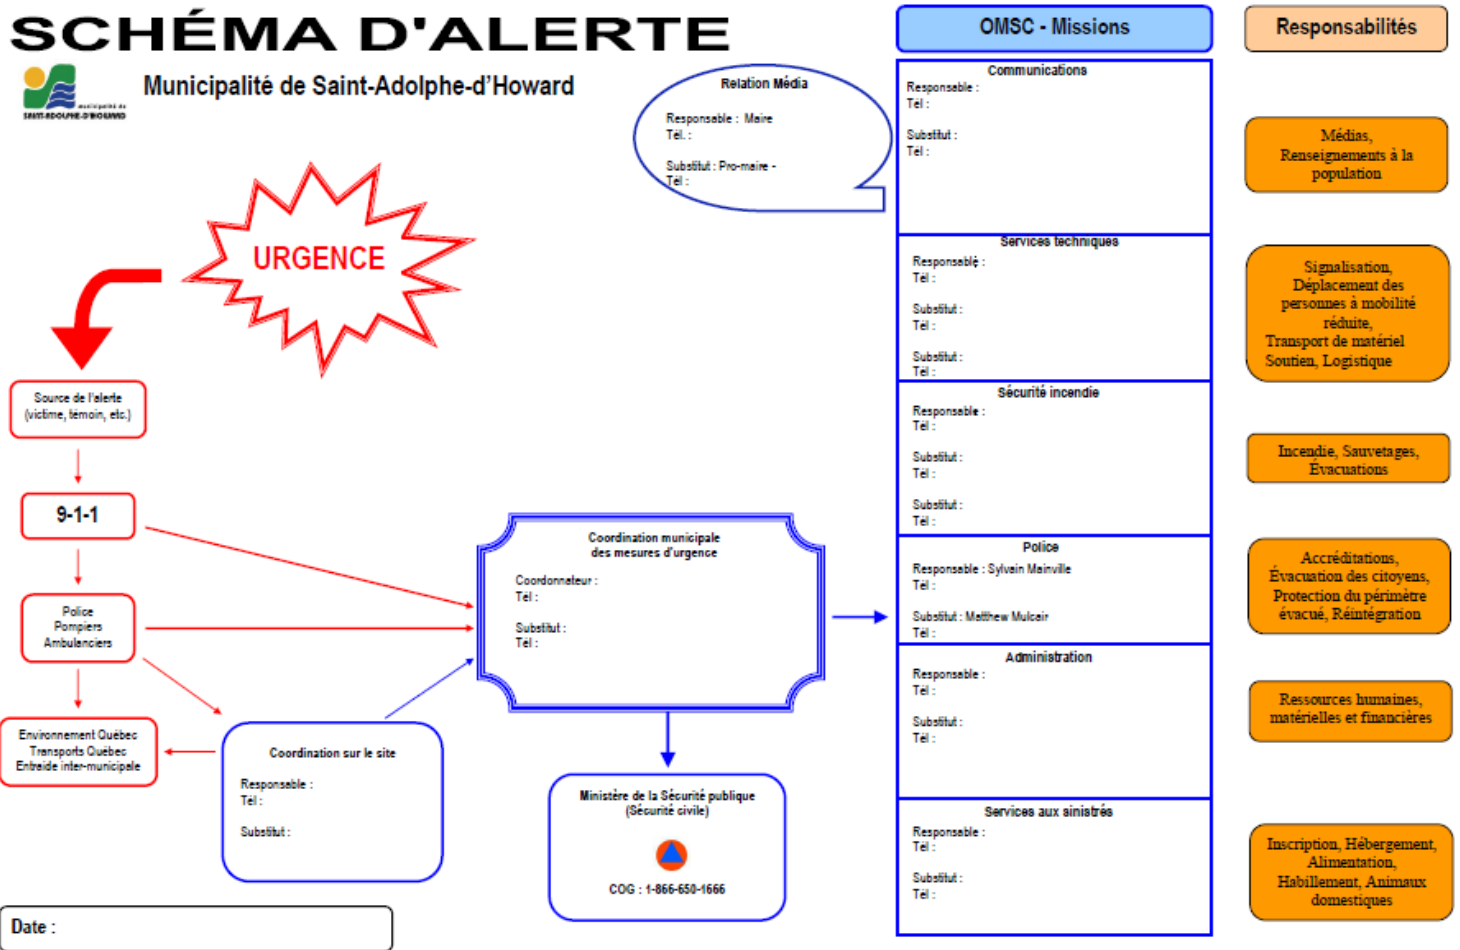 SCHÉMA D'ALERTE
Municipalité de Saint-Adolphe-d'Howard
municipalité de
SAINT-ADOLPHE-D'HOWARD
URGENCE
Source de l'alerte
(victime, témoin, etc.)
9-1-1
Police
Pompiers
Ambulanciers
Environnement Québec
Transports Québec
Entraide inter-municipale
Coordination sur le site
Responsable :
Tél :
Substitut :
Date :
Relation Média
Responsable : Maire
Tél. :
Substitut : Pro-maire -
Tél :
Coordination municipale
des mesures d'urgence
Coordonnateur :
Tél :
Substitut :
Tél :
Ministère de la Sécurité publique
(Sécurité civile)
COG : 1-866-650-1666
OMSC - Missions
Communications
Responsable :
Tél :
Substitut :
Tél :
Services techniques
Responsable :
Tél :
Substitut :
Tél :
Substitut :
Tél :
Sécurité incendie
Responsable :
Tél :
Substitut :
Tél :
Substitut :
Tél :
Police
Responsable : Sylvain Mainville
Tél :
Substitut : Matthew Mulcair
Tél :
Administration
Responsable :
Tél :
Substitut :
Tél :
Services aux sinistrés
Responsable :
Tél :
Substitut :
Tél :
Responsabilités
Médias,
Renseignements à la
population
Signalisation,
Déplacement des
personnes à mobilité
réduite,
Transport de matériel
Soutien, Logistique
Incendie, Sauvetages,
Évacuations
Accréditations,
Évacuation des citoyens,
Protection du périmètre
évacué, Réintégration
Ressources humaines,
matérielles et financières
Inscription, Hébergement,
Alimentation,
Habillement, Animaux
domestiques